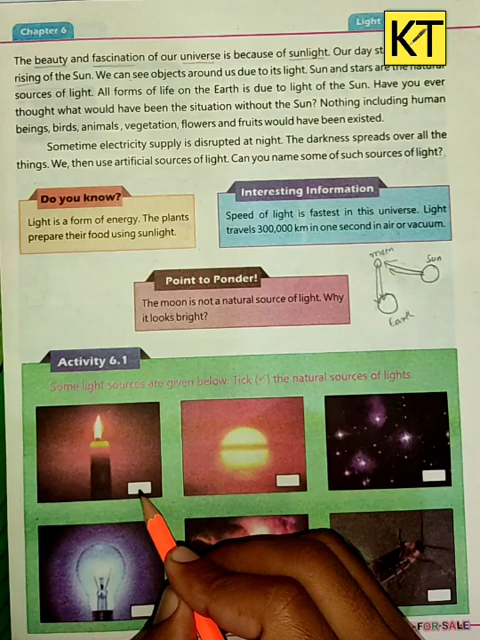 Chapter 6
Light
KT
The beauty and fascination of our universe is because of sunlight. Our day
rising of the Sun. We can see objects around us due to its light. Sun and stars are the natural
sources of light. All forms of life on the Earth is due to light of the Sun. Have you ever
thought what would have been the situation without the Sun? Nothing including human
beings, birds, animals, vegetation, flowers and fruits would have been existed.
Sometime electricity supply is disrupted at night. The darkness spreads over all the
things. We, then use artificial sources of light. Can you name some of such sources of light?
Do you know?
Light is a form of energy. The plants
prepare their food using sunlight.
Interesting Information
Speed of light is fastest in this universe. Light
travels 300,000 km in one second in air or vacuum.
Point to Ponder!
The moon is not a natural source of light. Why
it looks bright?
moon
Sun
Earth
Activity 6.1
Some light sources are given below. Tick (✓) the natural sources of lights.
FOR-SALE